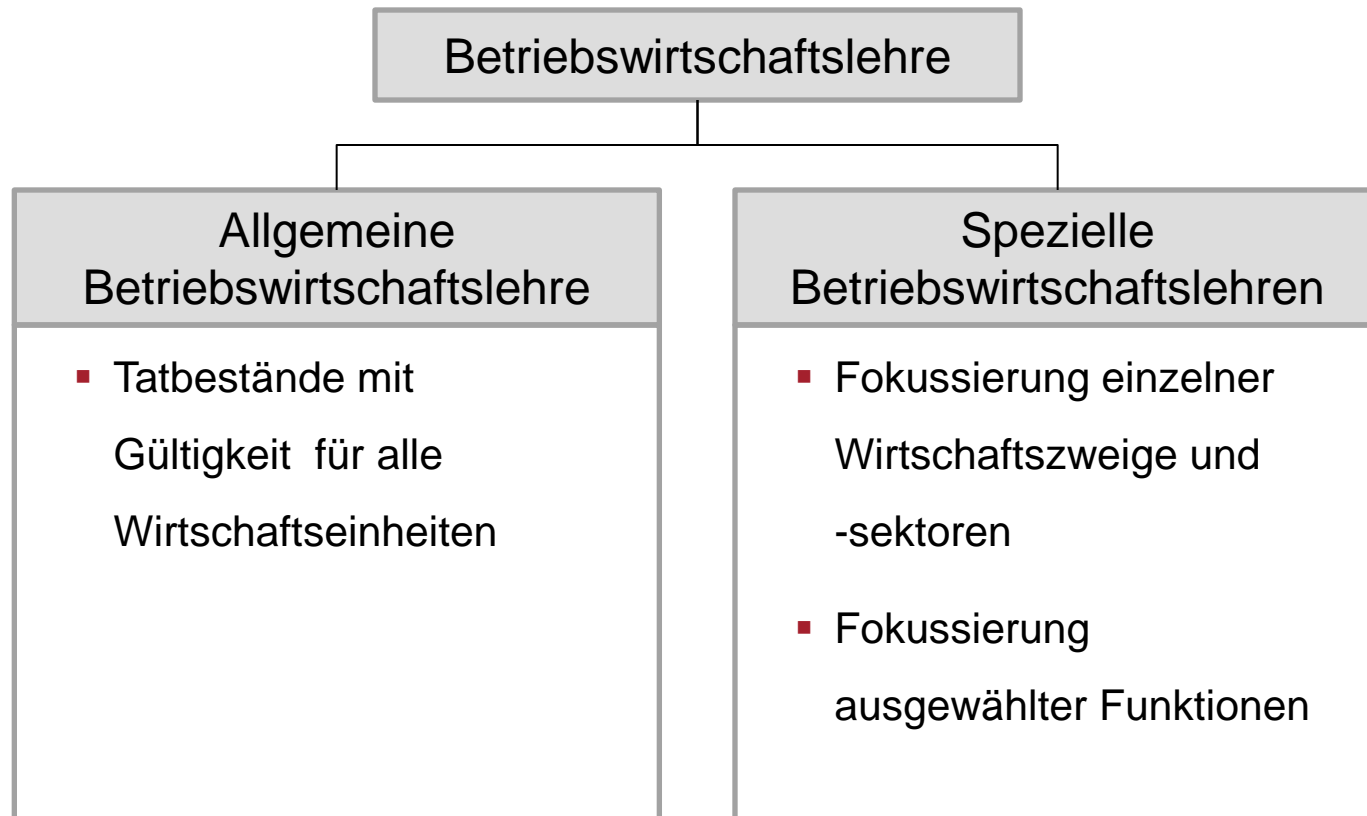 Betriebswirtschaftslehre
Allgemeine
Betriebswirtschaftslehre
▪ Tatbestände mit
Gültigkeit für alle
Wirtschaftseinheiten
Spezielle
Betriebswirtschaftslehren
▪ Fokussierung einzelner
Wirtschaftszweige und
-sektoren
▪ Fokussierung
ausgewählter Funktionen